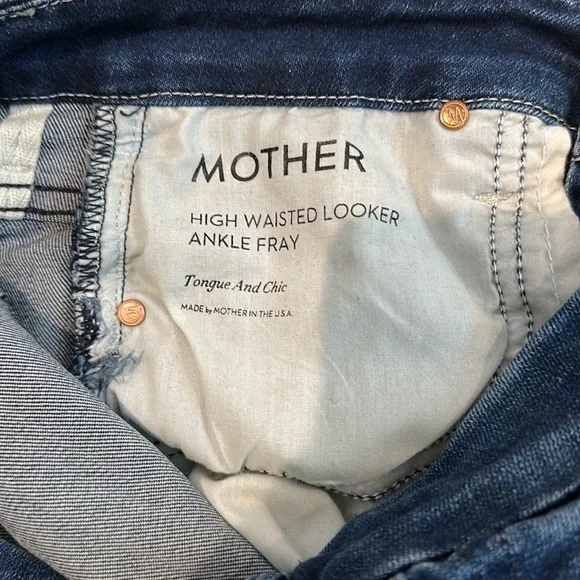 MOTHER
HIGH WAISTED LOOKER
ANKLE FRAY
Tongue And Chic
MADE by MOTHER IN THE U.S.A.